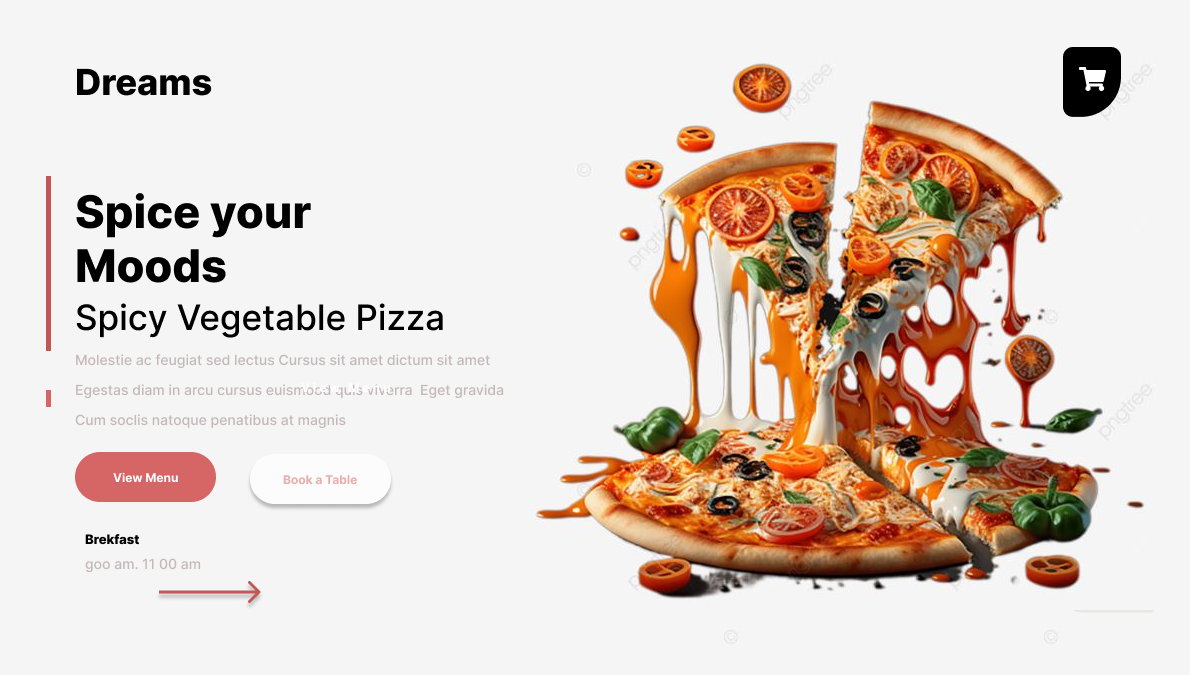 Dreams
Spice your
Moods
Spicy Vegetable Pizza
Molestie ac feugiat sed lectus Cursus sit amet dictum sit amet
Egestas diam in arcu cursus euismod quis viverra Eget gravida
Cum soclis natoque penatibus at magnis
View Menu
Book a Table
Brekfast
goo am. 11 00 am
pngtree
pngtree
pngtree
pngtree